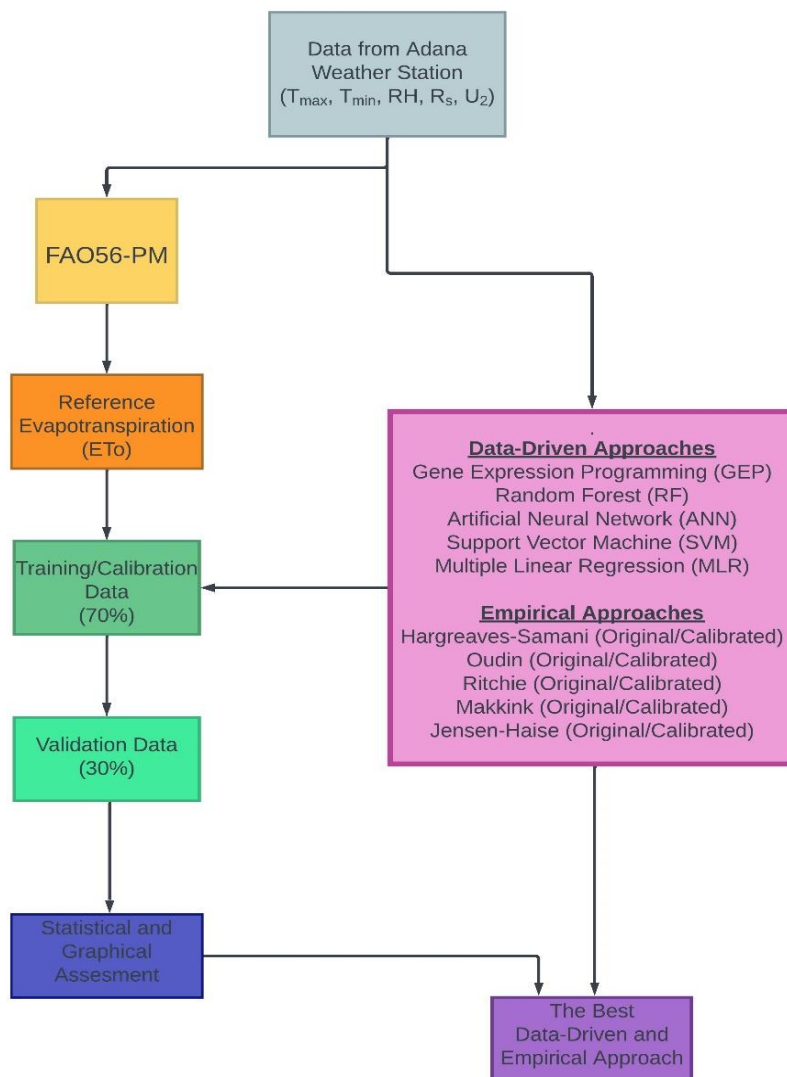 Data from Adana
Weather Station
(Tmax, Tmin, RH, Rs, U2)
FAO56-PM
Reference
Evapotranspiration
(ETo)
Training/Calibration
Data
(70%)
Validation Data
(30%)
Statistical and
Graphical
Assesment
.
Data-Driven Approaches
Gene Expression Programming (GEP)
Random Forest (RF)
Artificial Neural Network (ANN)
Support Vector Machine (SVM)
Multiple Linear Regression (MLR)
Empirical Approaches
Hargreaves-Samani (Original/Calibrated)
Oudin (Original/Calibrated)
Ritchie (Original/Calibrated)
Makkink (Original/Calibrated)
Jensen-Haise (Original/Calibrated)
The Best
Data-Driven and
Empirical Approach